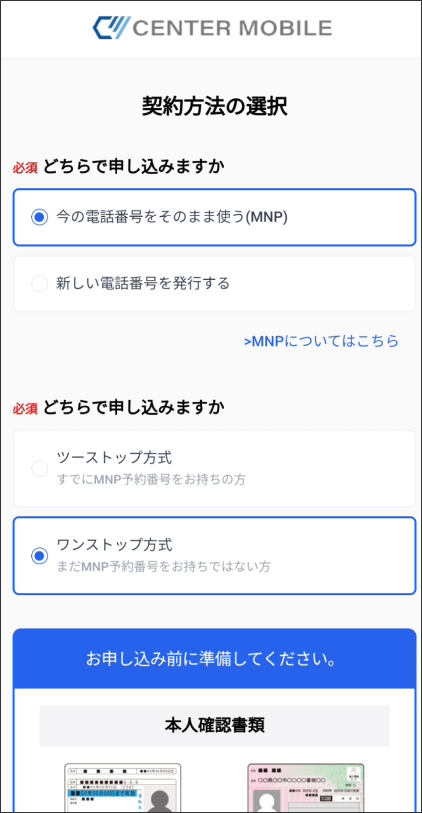 CENTER MOBILE
契約方法の選択
必須 どちらで申し込みますか
今の電話番号をそのまま使う(MNP)
新しい電話番号を発行する
>MNPについてはこちら
必須 どちらで申し込みますか
ツーストップ方式
すでにMNP予約番号をお持ちの方
ワンストップ方式
まだMNP予約番号をお持ちではない方
お申し込み前に準備してください。
本人確認書類